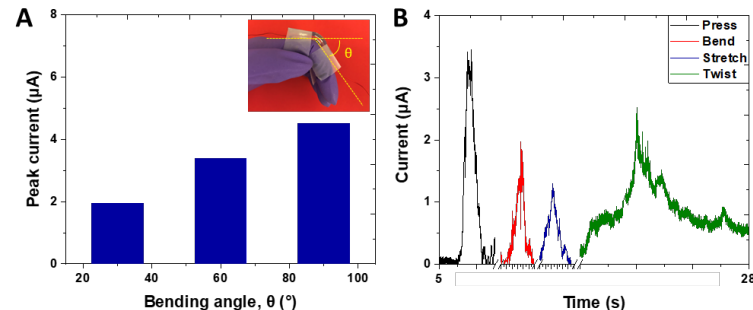 A
8
6
4
2
0
Peak current (µA)
θ
20 40 60 80 100
Bending angle, θ (°)
B
4
3
2
1
0
Current (µA)
Press
Bend
Stretch
Twist
5 28
Time (s)